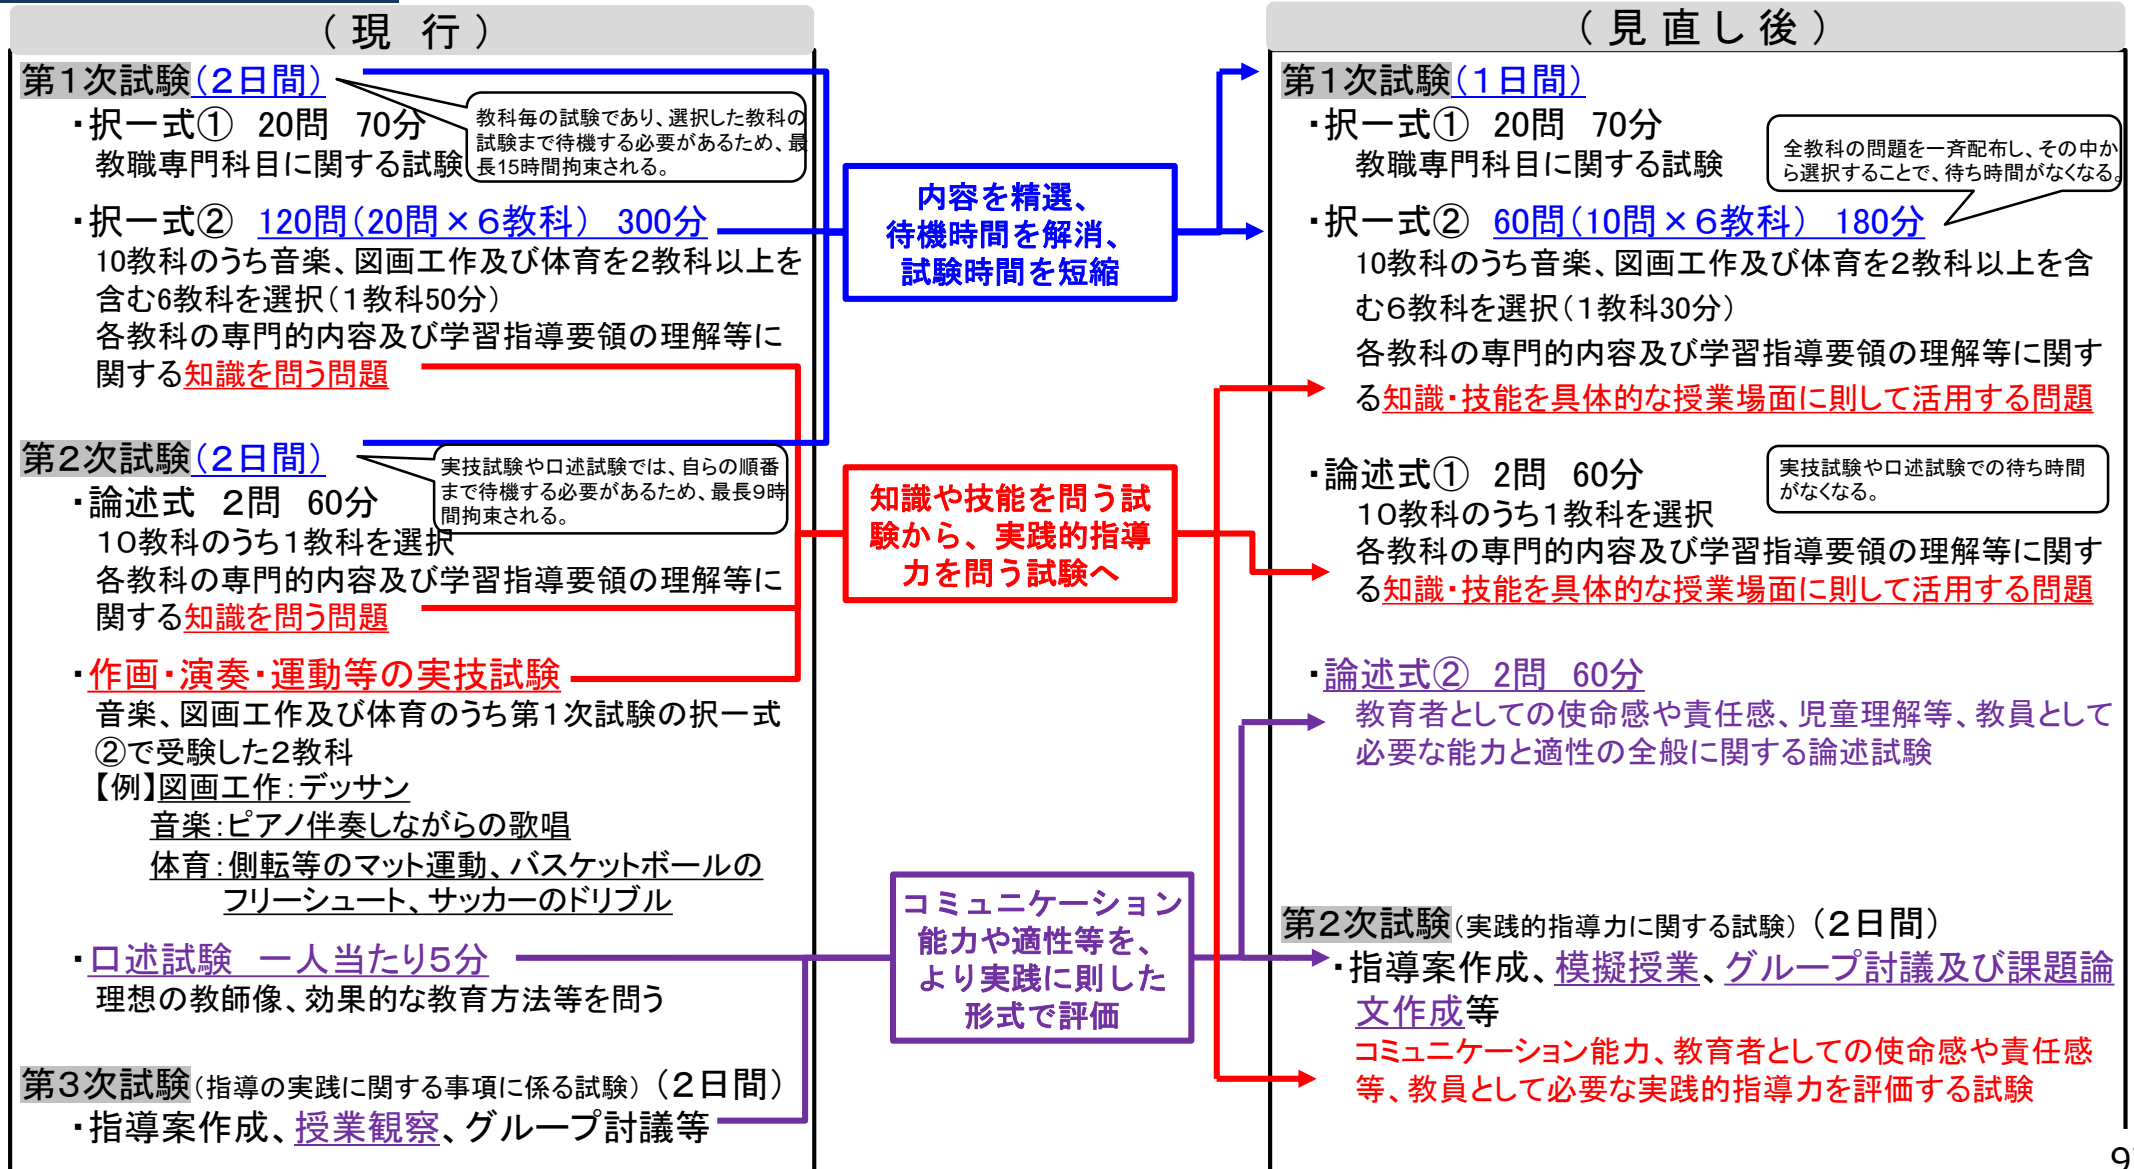 （現 行）
第１次試験（２日間）
教科毎の試験であり、選択した教科の
試験まで待機する必要があるため、最
長15時間拘束される。
・択一式① 20問 70分
教職専門科目に関する試験
・択一式② 120問（20問×６教科） 300分
10教科のうち音楽、図画工作及び体育を２教科以上を
含む6教科を選択（１教科50分）
各教科の専門的内容及び学習指導要領の理解等に
関する知識を問う問題
第２次試験（２日間）
実技試験や口述試験では、自らの順番
まで待機する必要があるため、最長９時
間拘束される。
・論述式 ２問 60分
１０教科のうち１教科を選択
各教科の専門的内容及び学習指導要領の理解等に
関する知識を問う問題
・作画・演奏・運動等の実技試験
音楽、図画工作及び体育のうち第１次試験の択一式
②で受験した２教科
【例】図画工作：デッサン
音楽：ピアノ伴奏しながらの歌唱
体育：側転等のマット運動、バスケットボールの
フリーシュート、サッカーのドリブル
・口述試験 一人当たり５分
理想の教師像、効果的な教育方法等を問う
第３次試験（指導の実践に関する事項に係る試験）（２日間）
・指導案作成、授業観察、グループ討議等
内容を精選、
待機時間を解消、
試験時間を短縮
知識や技能を問う試
験から、実践的指導
力を問う試験へ
コミュニケーション
能力や適性等を、
より実践に則した
形式で評価
（見直し後）
第１次試験（１日間）
・択一式① 20問 70分
教職専門科目に関する試験
全教科の問題を一斉配布し、その中か
ら選択することで、待ち時間がなくなる。
・択一式② 60問（10問×６教科） 180分
10教科のうち音楽、図画工作及び体育を２教科以上を含
む６教科を選択（１教科30分）
各教科の専門的内容及び学習指導要領の理解等に関す
る知識・技能を具体的な授業場面に則して活用する問題
・論述式① 2問 60分
１０教科のうち１教科を選択
実技試験や口述試験での待ち時間
がなくなる。
各教科の専門的内容及び学習指導要領の理解等に関す
る知識・技能を具体的な授業場面に則して活用する問題
・論述式② 2問 60分
教育者としての使命感や責任感、児童理解等、教員として
必要な能力と適性の全般に関する論述試験
第２次試験（実践的指導力に関する試験）（２日間）
・指導案作成、模擬授業、グループ討議及び課題論
文作成等
コミュニケーション能力、教育者としての使命感や責任感
等、教員として必要な実践的指導力を評価する試験